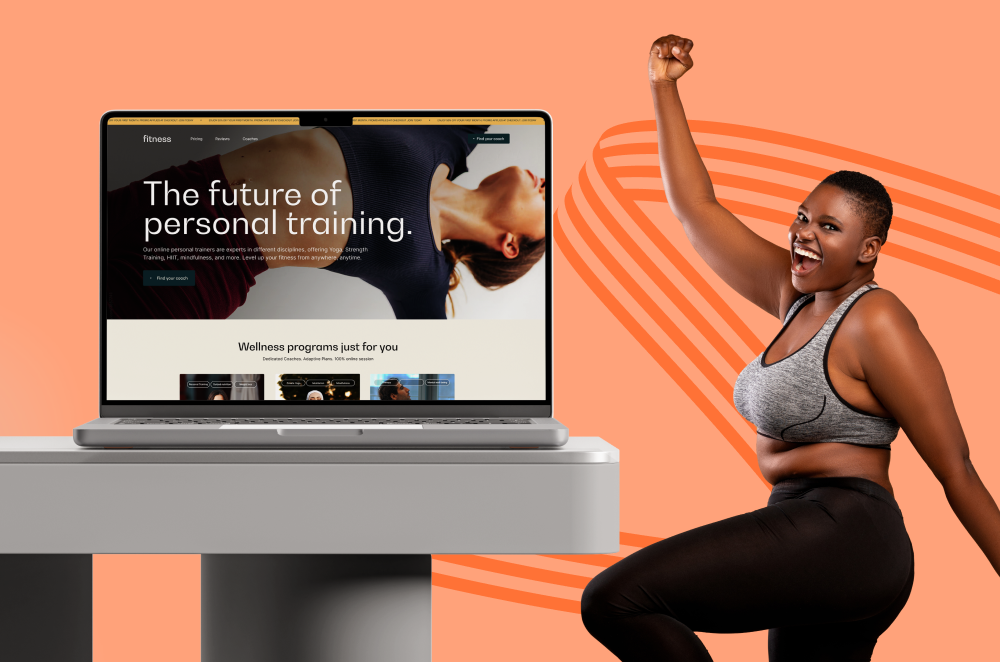 fitness
Pricing
Reviews
Coaches
Find your coach
The future of
personal training.
Our online personal trainers are experts in different disciplines, offering Yoga, Strength
Training, HIIT, mindfulness, and more. Level up your fitness from anywhere, anytime.
Find your coach
Wellness programs just for you
Dedicated Coaches, Adaptive Plans, 100% online session
Personal Training